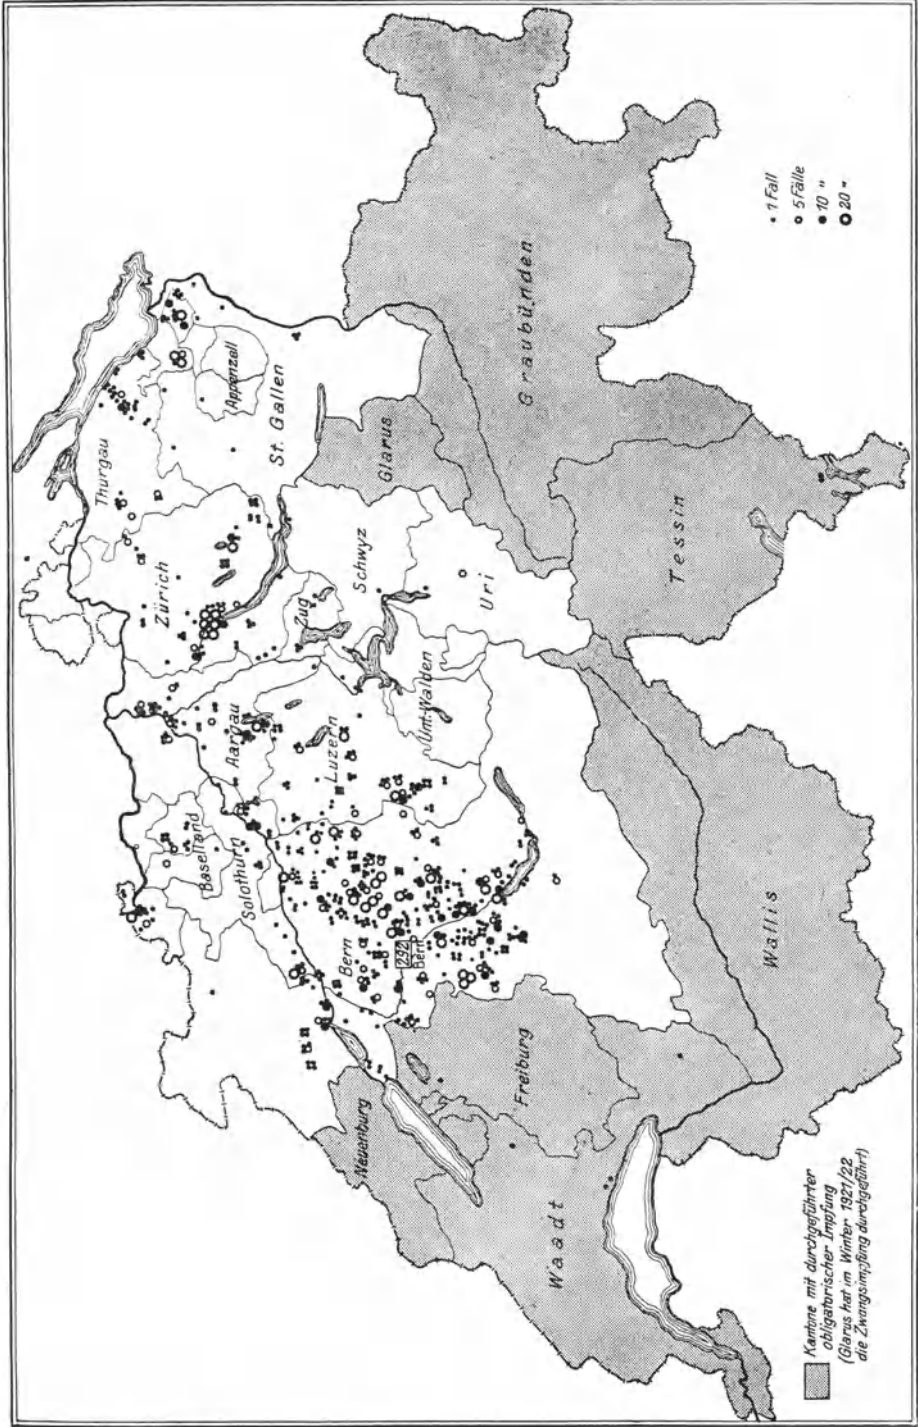 Thurgau
Zürich
St. Gallen
Appenzell
Aargau
Baselland
Solothurn
Luzern
Zug
Schwyz
Glarus
Graubünden
Uri
Unt.Walden
Tessin
Bern
292
Bern
Wallis
Freiburg
Neuenburg
Waadt
1 Fall
5 Fälle
10 "
20 "
Kantone mit durchgeführter
obligatorischer Impfung
(Glarus hat im Winter 1921/22
die Zwangsimpfung durchgeführt)